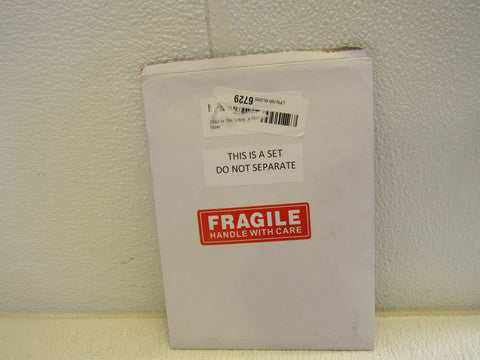 6729
THIS IS A SET
DO NOT SEPARATE
FRAGILE
HANDLE WITH CARE